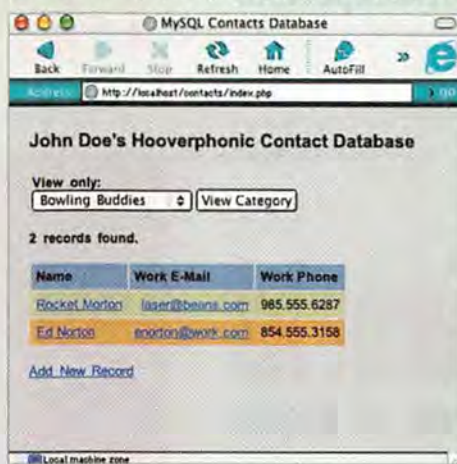 MySQL Contacts Database
Back Forward Stop Refresh Home AutoFill »
Address http://localhost/contacts/index.php go
John Doe's Hooverphonic Contact Database
View only:
Bowling Buddies View Category
2 records found.
Name Work E-Mail Work Phone
Rocket Morton laser@beans.com 985.555.6287
Ed Norton enorton@work.com 854.555.3158
Add New Record
Local machine zone